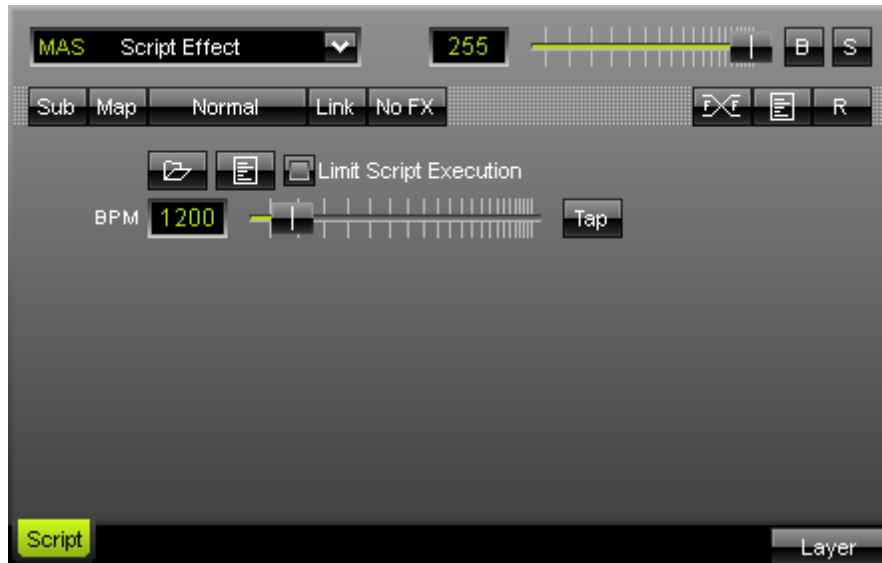 MAS Script Effect 255 B S
Sub Map Normal Link No FX F F R
Limit Script Execution
BPM 1200 Tap
Script Layer